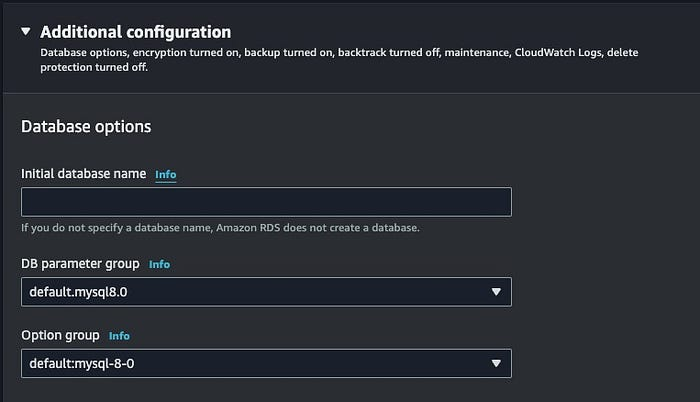 Additional configuration
Database options, encryption turned on, backup turned on, backtrack turned off, maintenance, CloudWatch Logs, delete
protection turned off.
Database options
Initial database name Info
If you do not specify a database name, Amazon RDS does not create a database.
DB parameter group Info
default.mysql8.0
Option group Info
default:mysql-8-0